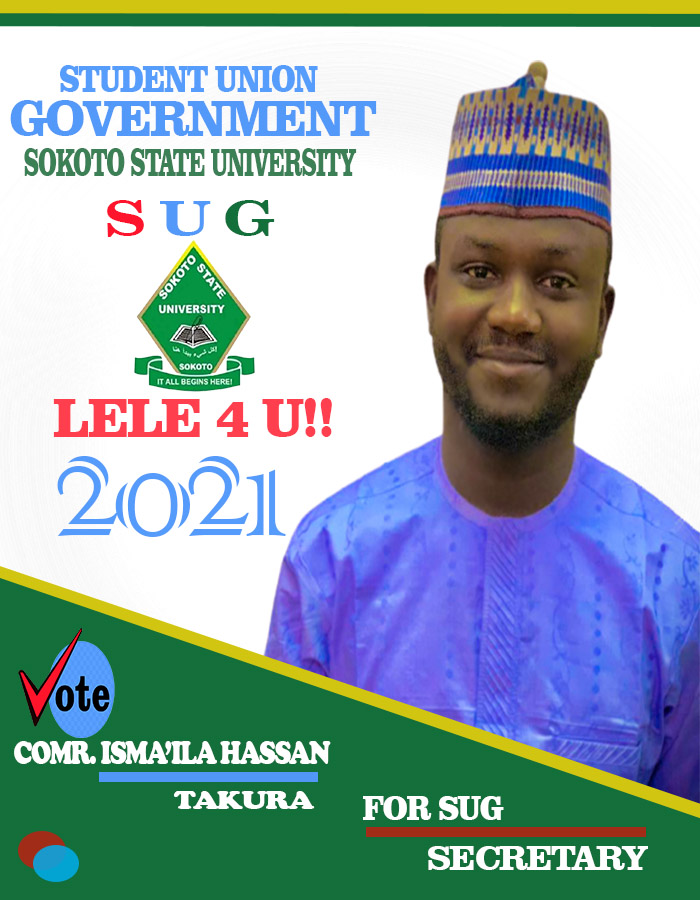 STUDENT UNION
GOVERNMENT
SOKOTO STATE UNIVERSITY
S U G
SOKOTO STATE
UNIVERSITY
SOKOTO
IT ALL BEGINS HERE!
LELE 4 U!!
2021
Vote
COMR. ISMA'ILA HASSAN
TAKURA
FOR SUG
SECRETARY